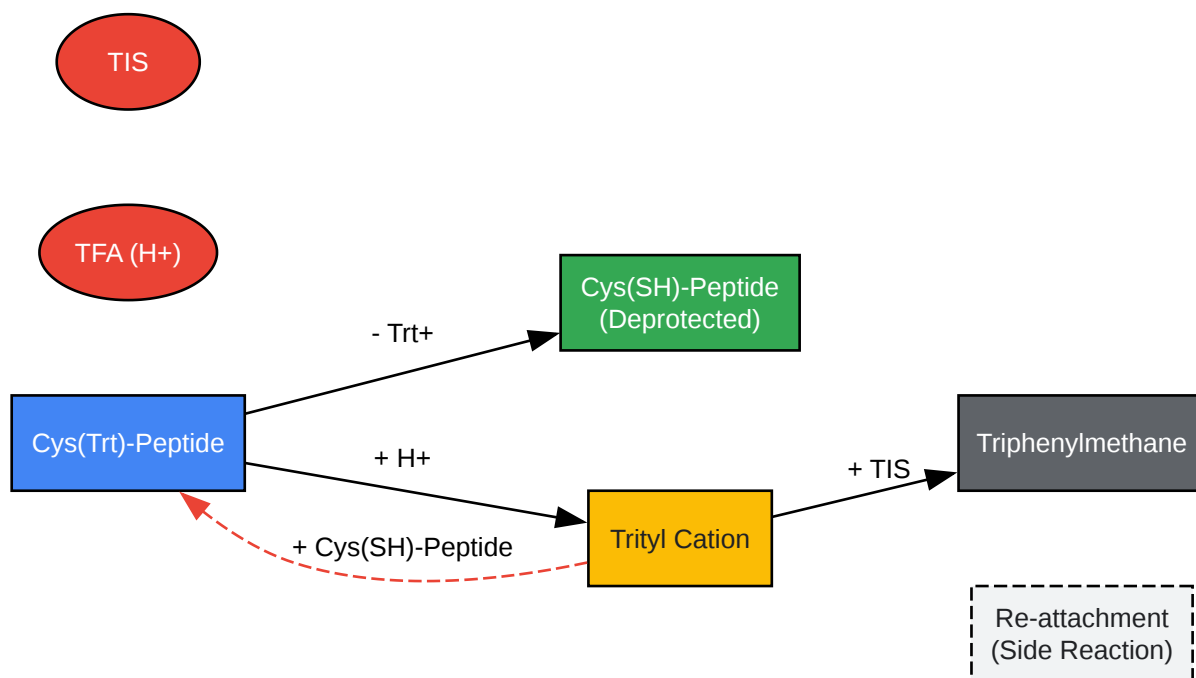 TIS
TFA (H+)
Cys(SH)-Peptide
(Deprotected)
- Trt+
Cys(Trt)-Peptide
+ H+
+ TIS
Triphenylmethane
Trityl Cation
+ Cys(SH)-Peptide
Re-attachment
(Side Reaction)